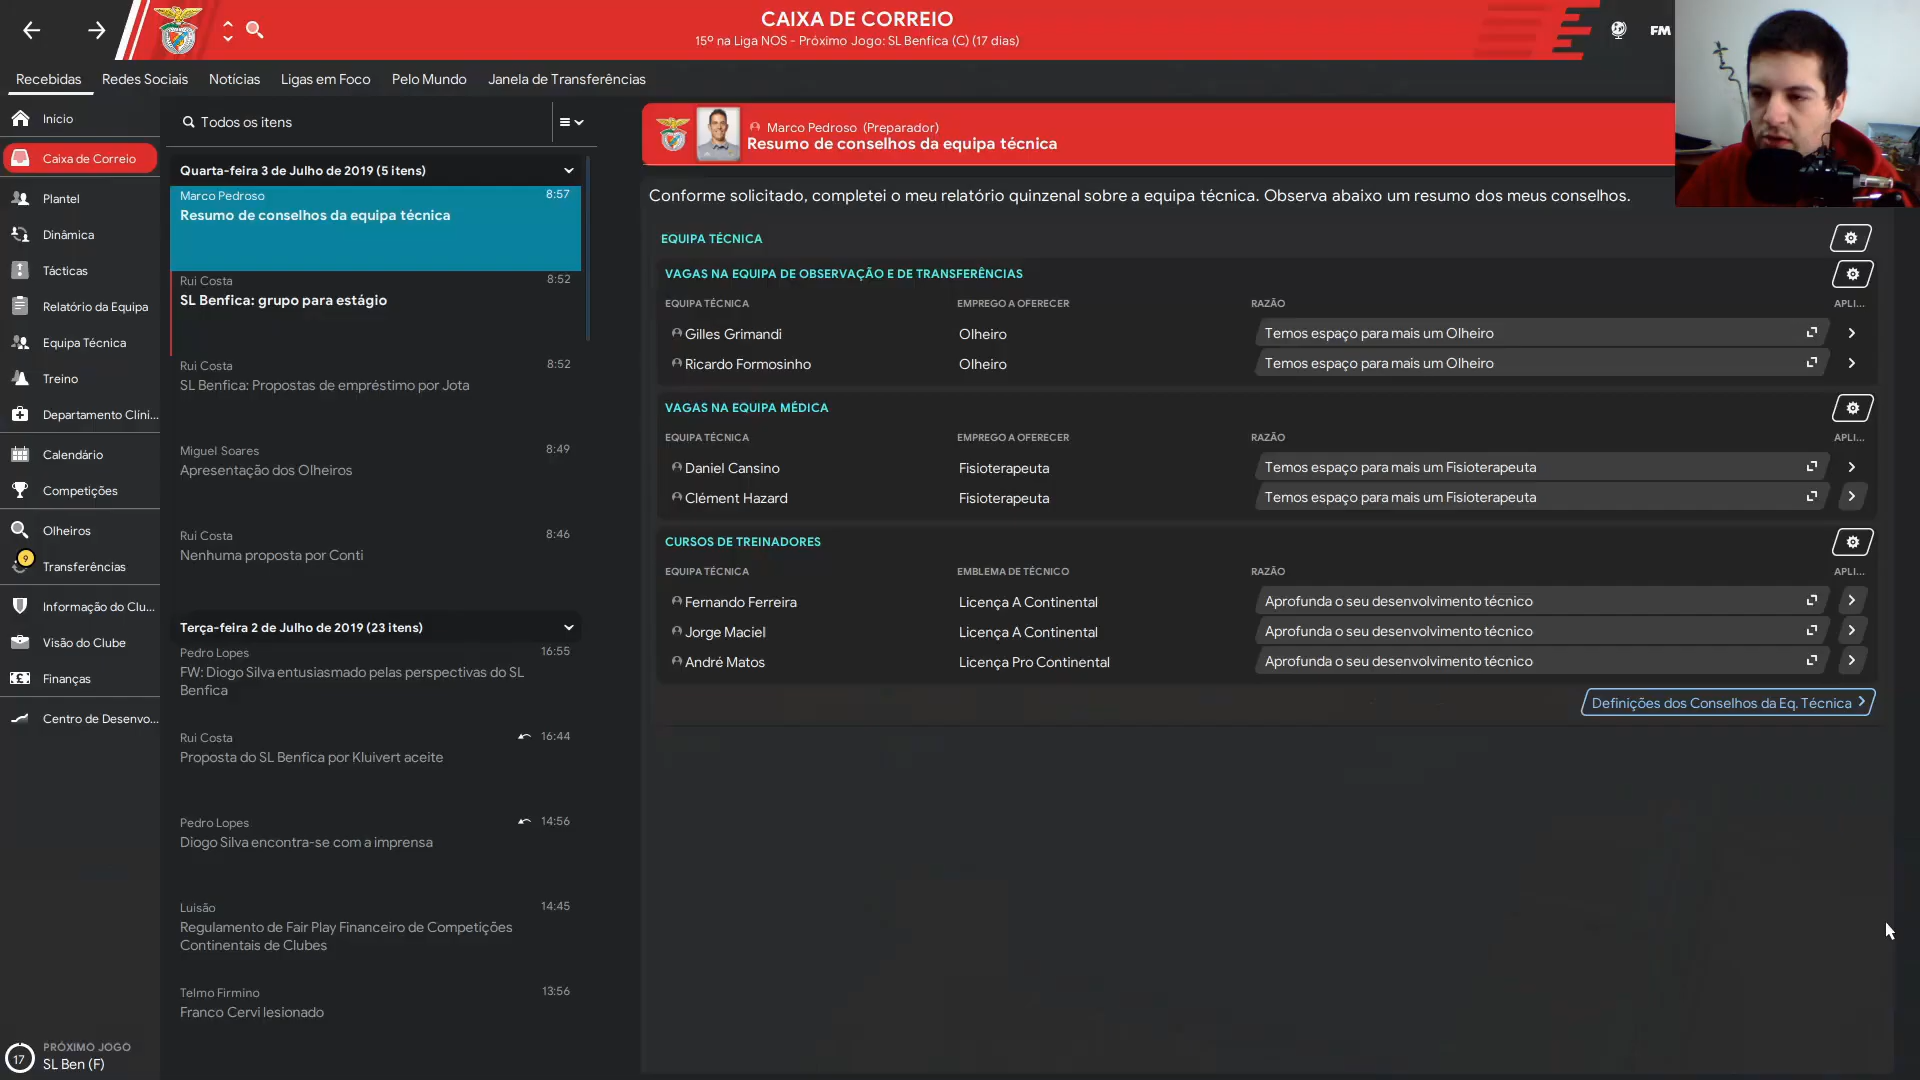 CAIXA DE CORREIO
15º na Liga NOS - Próximo Jogo: SL Benfica (C) (17 dias)
FM
Recebidas Redes Sociais Notícias Ligas em Foco Pelo Mundo Janela de Transferências
Início
Caixa de Correio
Plantel
Dinâmica
Tácticas
Relatório da Equipa
Equipa Técnica
Treino
Departamento Clíni...
Calendário
Competições
Olheiros
9
Transferências
Informação do Clu...
Visão do Clube
Finanças
Centro de Desenvo...
17
PRÓXIMO JOGO
SL Ben (F)
Todos os itens
Quarta-feira 3 de Julho de 2019 (5 itens)
Marco Pedroso 8:57
Resumo de conselhos da equipa técnica
Rui Costa 8:52
SL Benfica: grupo para estágio
Rui Costa 8:52
SL Benfica: Propostas de empréstimo por Jota
Miguel Soares 8:49
Apresentação dos Olheiros
Rui Costa 8:46
Nenhuma proposta por Conti
Terça-feira 2 de Julho de 2019 (23 itens)
Pedro Lopes 16:55
FW: Diogo Silva entusiasmado pelas perspectivas do SL
Benfica
Rui Costa 16:44
Proposta do SL Benfica por Kluivert aceite
Pedro Lopes 14:56
Diogo Silva encontra-se com a imprensa
Luisão 14:45
Regulamento de Fair Play Financeiro de Competições
Continentais de Clubes
Telmo Firmino 13:56
Franco Cervi lesionado
Marco Pedroso (Preparador)
Resumo de conselhos da equipa técnica
Conforme solicitado, completei o meu relatório quinzenal sobre a equipa técnica. Observa abaixo um resumo dos meus conselhos.
EQUIPA TÉCNICA
VAGAS NA EQUIPA DE OBSERVAÇÃO E DE TRANSFERÊNCIAS
EQUIPA TÉCNICA EMPREGO A OFERECER RAZÃO APLI...
Gilles Grimandi Olheiro Temos espaço para mais um Olheiro
Ricardo Formosinho Olheiro Temos espaço para mais um Olheiro
VAGAS NA EQUIPA MÉDICA
EQUIPA TÉCNICA EMPREGO A OFERECER RAZÃO APLI...
Daniel Cansino Fisioterapeuta Temos espaço para mais um Fisioterapeuta
Clément Hazard Fisioterapeuta Temos espaço para mais um Fisioterapeuta
CURSOS DE TREINADORES
EQUIPA TÉCNICA EMBLEMA DE TÉCNICO RAZÃO APLI...
Fernando Ferreira Licença A Continental Aprofunda o seu desenvolvimento técnico
Jorge Maciel Licença A Continental Aprofunda o seu desenvolvimento técnico
André Matos Licença Pro Continental Aprofunda o seu desenvolvimento técnico
Definições dos Conselhos da Eq. Técnica